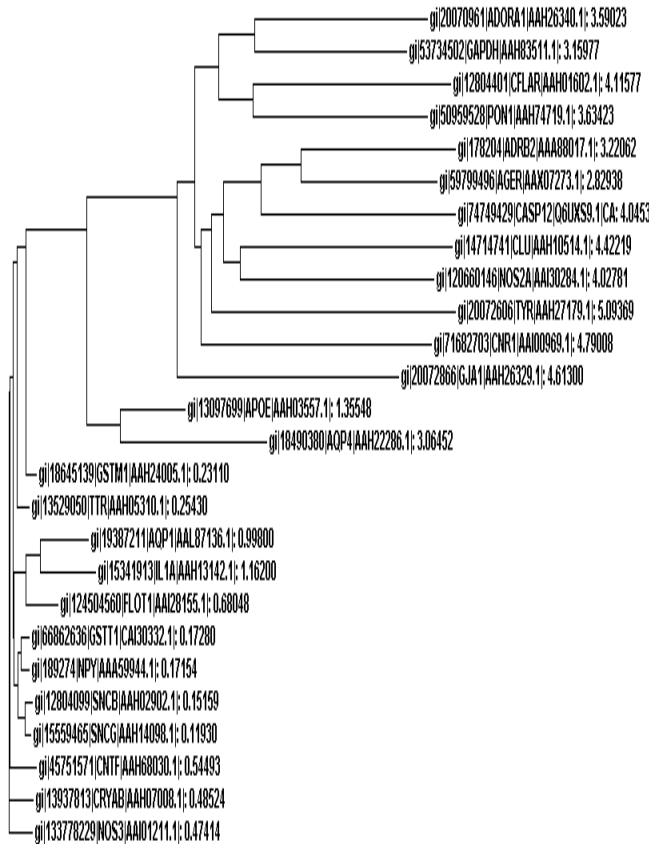 gi|20070961|ADORA1|AAH26340.1|: 3.59023
gi|53734502|GAPDH|AAH83511.1|: 3.15977
gi|12804401|CFLAR|AAH01602.1|: 4.11577
gi|50959528|PON1|AAH74719.1|: 3.63423
gi|178204|ADRB2|AAA88017.1|: 3.22062
gi|59799496|AGER|AAX07273.1|: 2.82938
gi|74749429|CASP12|Q6UXS9.1|CA: 4.0453
gi|14714741|CLU|AAH10514.1|: 4.42219
gi|120660146|NOS2A|AAI30284.1|: 4.02781
gi|20072606|TYR|AAH27179.1|: 5.09369
gi|71682703|CNR1|AAI00969.1|: 4.79008
gi|20072866|GJA1|AAH26329.1|: 4.61300
gi|13097699|APOE|AAH03557.1|: 1.35548
gi|18490380|AQP4|AAH22286.1|: 3.06452
gi|18645139|GSTM1|AAH24005.1|: 0.23110
gi|13529050|TTR|AAH05310.1|: 0.25430
gi|19387211|AQP1|AAL87136.1|: 0.99800
gi|15341913|IL1A|AAH13142.1|: 1.16200
gi|124504560|FLOT1|AAI28155.1|: 0.68048
gi|66862636|GSTT1|CAI30332.1|: 0.17280
gi|189274|NPY|AAA59944.1|: 0.17154
gi|12804099|SNCB|AAH02902.1|: 0.15159
gi|15559465|SNCG|AAH14098.1|: 0.11930
gi|45751571|CNTF|AAH68030.1|: 0.54493
gi|13937813|CRYAB|AAH07008.1|: 0.48524
gi|133778229|NOS3|AAI01211.1|: 0.47414